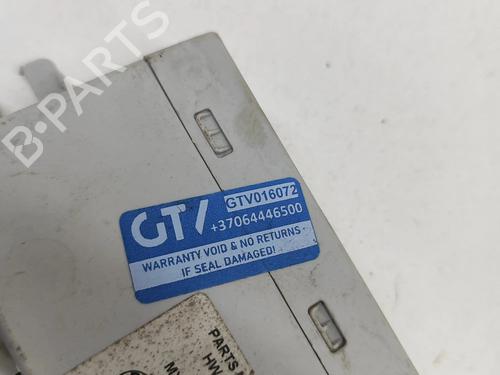 B-PARTS
GTV
GTV016072
+37064446500
WARRANTY VOID & NO RETURNS
IF SEAL DAMAGED!
PARTS
HW